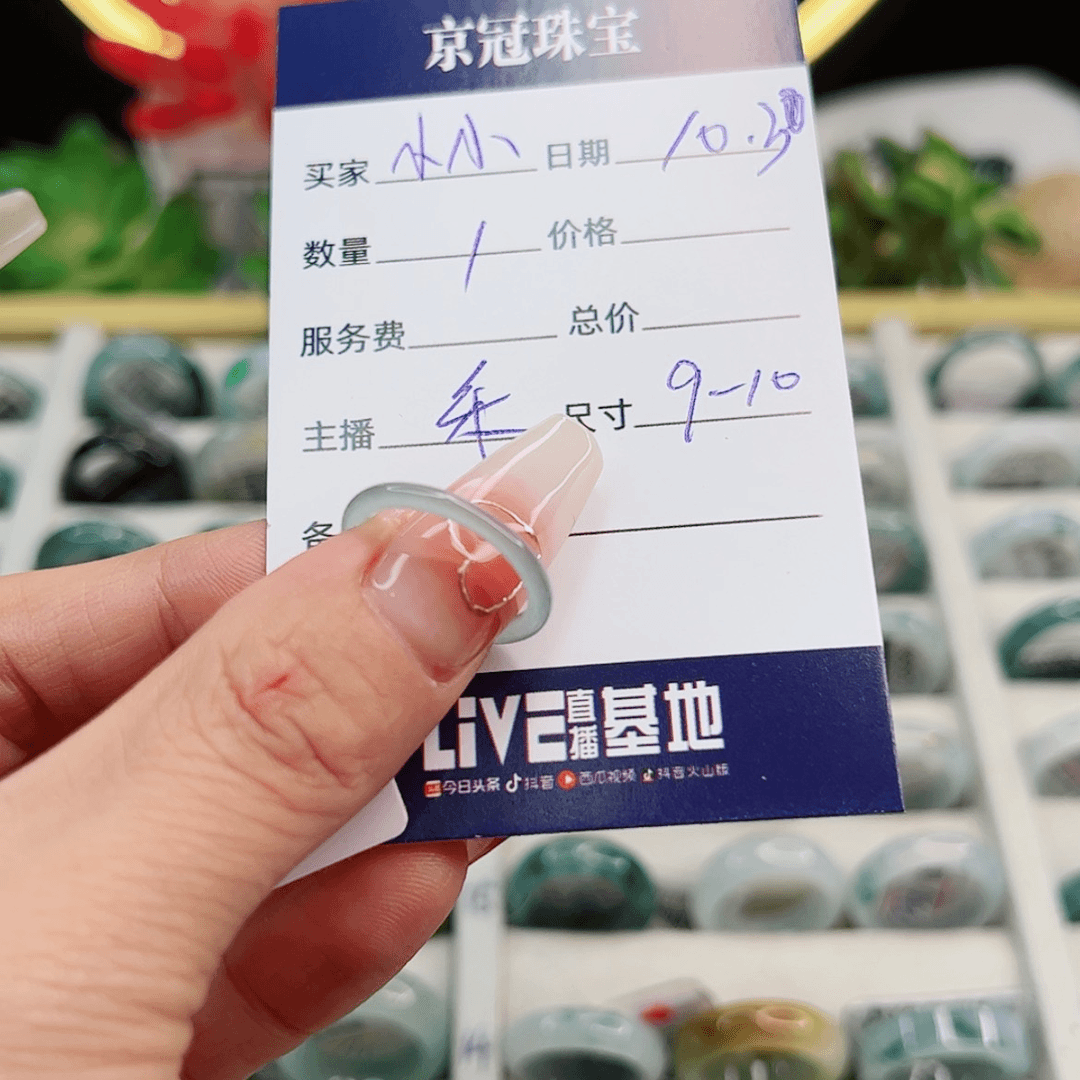 京冠珠宝
买家 水小 日期 10.30
数量 1 价格
服务费 总价
主播 尺寸 9-10
备
LiVE直播基地
今日头条 抖音 西瓜视频 抖音火山版